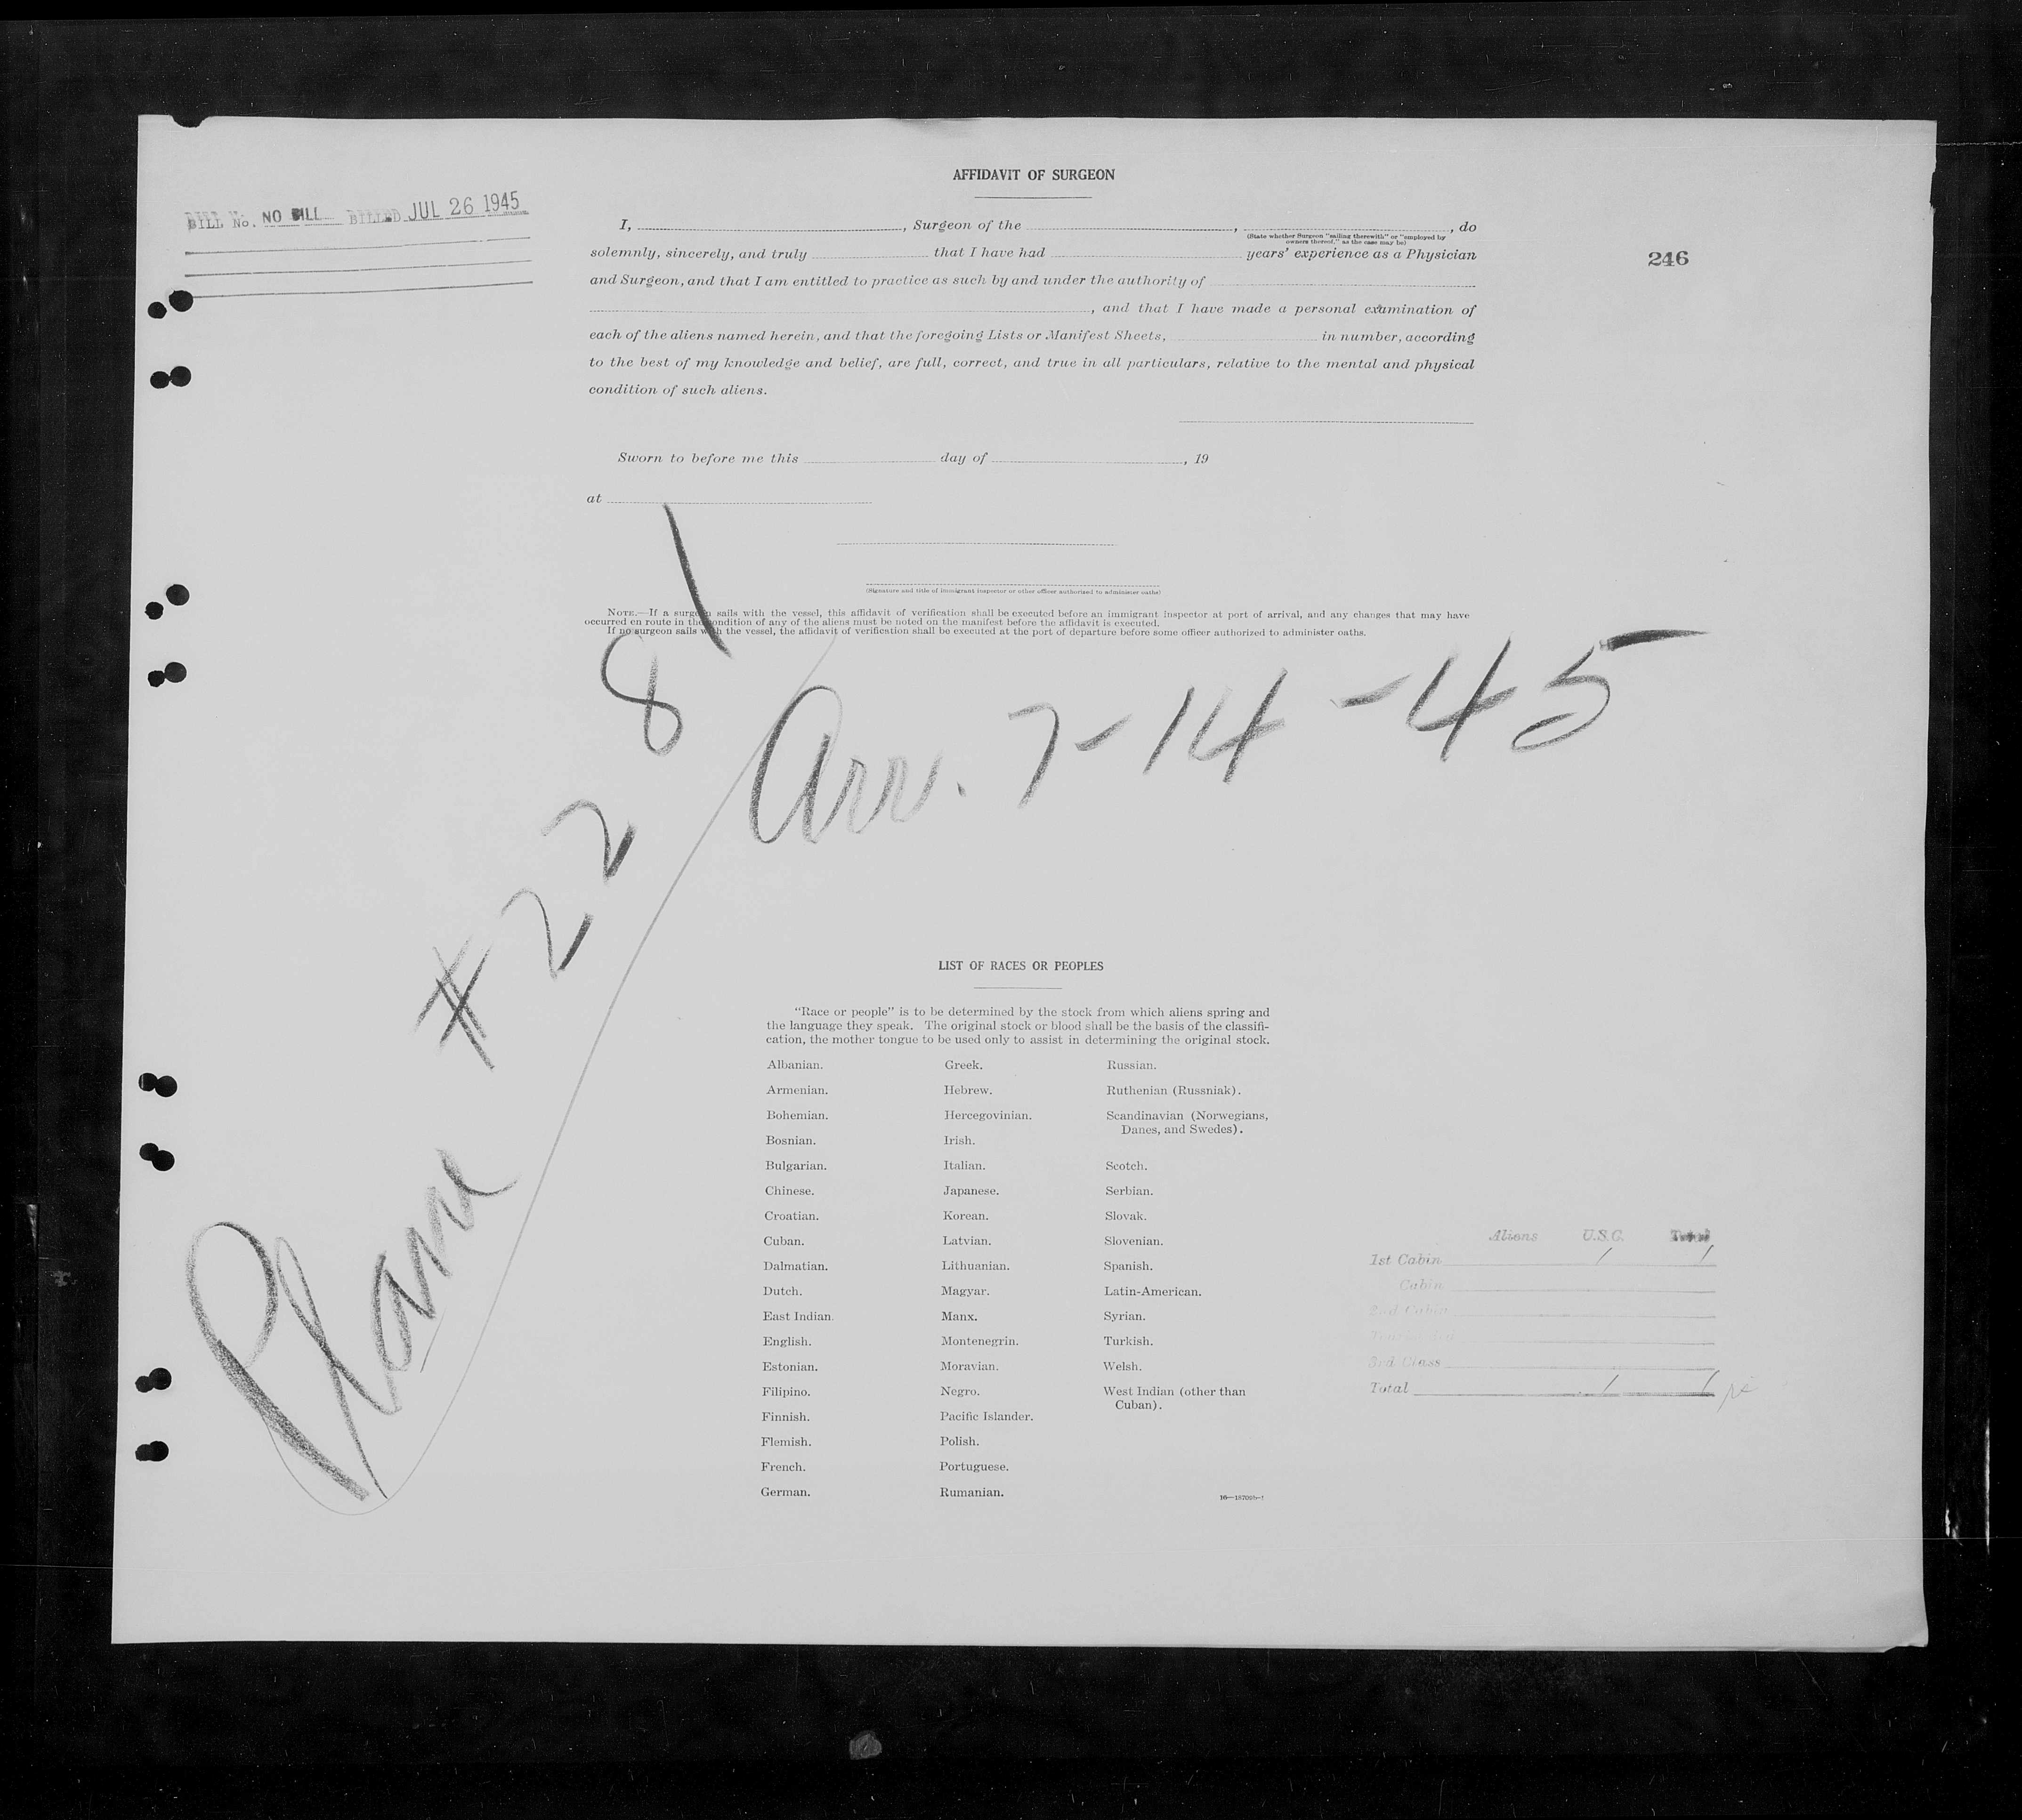 AFFIDAVIT OF SURGEON
BILL No. NO BILL BILLED JUL 26 1945
I, , Surgeon of the , , do
(State whether Surgeon "sailing therewith" or "employed by
owners thereof," as the case may be)
246
solemnly, sincerely, and truly that I have had years' experience as a Physician
and Surgeon, and that I am entitled to practice as such by and under the authority of
, and that I have made a personal examination of
each of the aliens named herein, and that the foregoing Lists or Manifest Sheets, in number, according
to the best of my knowledge and belief, are full, correct, and true in all particulars, relative to the mental and physical
condition of such aliens.
Sworn to before me this day of , 19
at
(Signature and title of immigrant inspector or other officer authorized to administer oaths)
NOTE.—If a surgeon sails with the vessel, this affidavit of verification shall be executed before an immigrant inspector at port of arrival, and any changes that may have
occurred en route in the condition of any of the aliens must be noted on the manifest before the affidavit is executed.
If no surgeon sails with the vessel, the affidavit of verification shall be executed at the port of departure before some officer authorized to administer oaths.
Plane #2281
Arr. 7-14-45
LIST OF RACES OR PEOPLES
"Race or people" is to be determined by the stock from which aliens spring and
the language they speak. The original stock or blood shall be the basis of the classifi-
cation, the mother tongue to be used only to assist in determining the original stock.
Albanian.
Armenian.
Bohemian.
Bosnian.
Bulgarian.
Chinese.
Croatian.
Cuban.
Dalmatian.
Dutch.
East Indian.
English.
Estonian.
Filipino.
Finnish.
Flemish.
French.
German.
Greek.
Hebrew.
Hercegovinian.
Irish.
Italian.
Japanese.
Korean.
Latvian.
Lithuanian.
Magyar.
Manx.
Montenegrin.
Moravian.
Negro.
Pacific Islander.
Polish.
Portuguese.
Rumanian.
Russian.
Ruthenian (Russniak).
Scandinavian (Norwegians,
Danes, and Swedes).
Scotch.
Serbian.
Slovak.
Slovenian.
Spanish.
Latin-American.
Syrian.
Turkish.
Welsh.
West Indian (other than
Cuban).
Aliens U.S.C. Total
1st Cabin 1 1
Cabin
2nd Cabin
3rd Class
Total 1 1